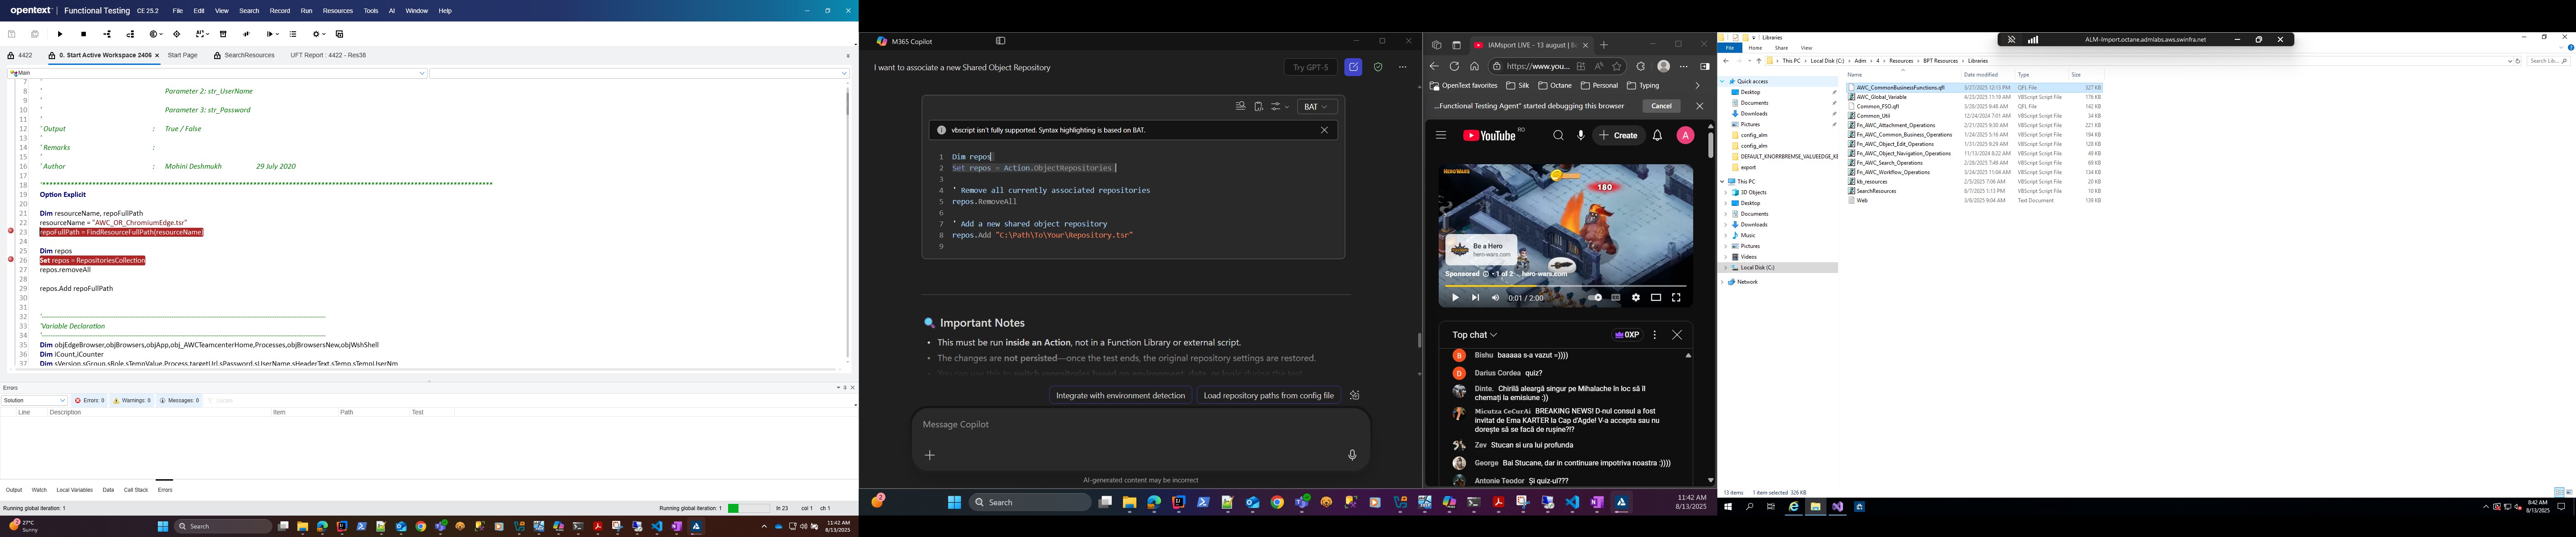 opentext | Functional Testing CE 25.2 File Edit View Search Record Run Resources Tools AI Window Help
4422 0. Start Active Workspace 2406 Start Page SearchResources UFT Report : 4422 - Res38
Main
7 '
8 ' Parameter 2: str_UserName
9 '
10 ' Parameter 3: str_Password
11 '
12 ' Output : True / False
13 '
14 ' Remarks :
15 '
16 ' Author : Mohini Deshmukh 29 July 2020
17 '
18
19 Option Explicit
20
21 Dim resourceName, repoFullPath
22 resourceName = "AWC_OR_ChromiumEdge.tsr"
23 repoFullPath = FindResourceFullPath(resourceName)
24
25 Dim repos
26 Set repos = RepositoriesCollection
27 repos.removeAll
28
29 repos.Add repoFullPath
30
31
32
33 'Variable Declaration
34
35 Dim objEdgeBrowser,objBrowsers,objApp,obj_AWCTeamcenterHome,Processes,objBrowsersNew,objWshShell
36 Dim iCount,iCounter
37 Dim sVersion,sGroup,sRole,sTempValue,Process,targetUrl,sPassword,sUserName,sHeaderText,sTemp,sTempUserNm
Errors
Solution Errors: 0 Warnings: 0 Messages: 0 Locate
Line Description Item Path Test
Output Watch Local Variables Data Call Stack Errors
Running global iteration: 1 Running global iteration: 1 ln 23 col 1 ch 1
27°C
Sunny
Search
11:42 AM
8/13/2025
M365 Copilot
I want to associate a new Shared Object Repository
Try GPT-5
BAT
vbscript isn't fully supported. Syntax highlighting is based on BAT.
1 Dim repos
2 Set repos = Action.ObjectRepositories
3
4 ' Remove all currently associated repositories
5 repos.RemoveAll
6
7 ' Add a new shared object repository
8 repos.Add "C:\Path\To\Your\Repository.tsr"
9
Important Notes
• This must be run inside an Action, not in a Function Library or external script.
• The changes are not persisted—once the test ends, the original repository settings are restored.
• You can use this to switch repositories based on environment, data, or logic during the test.
Integrate with environment detection Load repository paths from config file
Message Copilot
AI-generated content may be incorrect
2
Search
11:42 AM
8/13/2025
IAMsport LIVE - 13 august | Bo
https://www.you...
OpenText favorites Silk Octane Personal Typing
...Functional Testing Agent" started debugging this browser Cancel
YouTube RO
Create
A
HERO WARS
180
Be a Hero
hero-wars.com
Sponsored · 1 of 2 · hero-wars.com
0:01 / 2:00
Top chat 0XP
B Bishu baaaaa s-a vazut =))))
D Darius Cordea quiz?
Dinte. Chirilă aleargă singur pe Mihalache în loc să îl
chemați la emisiune :))
Micutza CeCurAi BREAKING NEWS! D-nul consul a fost
invitat de Ema KARTER la Cap d'Agde! V-a accepta sau nu
dorește să se facă de rușine?!?
Zev Stucan si ura lui profunda
George Bai Stucane, dar in continuare impotriva noastra :))))
Antonie Teodor Și quiz-ul???
Libraries
ALM-Import.octane.admlabs.aws.swinfra.net
File Home Share View
This PC > Local Disk (C:) > Adm > 4 > Resources > BPT Resources > Libraries
Search Lib...
Name Date modified Type Size
Quick access
Desktop
Documents
Downloads
Pictures
config_alm
config_alm
DEFAULT_KNORRBREMSE_VALUEEDGE_KE
export
This PC
3D Objects
Desktop
Documents
Downloads
Music
Pictures
Videos
Local Disk (C:)
Network
AWC_CommonBusinessFunctions.qfl 3/27/2025 12:13 PM QFL File 327 KB
AWC_Global_Variable 4/23/2025 11:19 AM VBScript Script File 176 KB
Common_FSO.qfl 3/28/2025 9:48 AM QFL File 142 KB
Common_Util 12/24/2024 7:01 AM VBScript Script File 34 KB
Fn_AWC_Attachment_Operations 2/21/2025 9:30 AM VBScript Script File 221 KB
Fn_AWC_Common_Business_Operations 1/24/2025 5:16 AM VBScript Script File 194 KB
Fn_AWC_Object_Edit_Operations 1/31/2025 9:29 AM VBScript Script File 128 KB
Fn_AWC_Object_Navigation_Operations 11/13/2024 8:22 AM VBScript Script File 49 KB
Fn_AWC_Search_Operations 2/28/2025 7:48 AM VBScript Script File 69 KB
Fn_AWC_Workflow_Operations 3/24/2025 11:04 AM VBScript Script File 134 KB
kb_resources 2/5/2025 7:06 AM VBScript Script File 20 KB
SearchResources 8/7/2025 1:13 PM VBScript Script File 10 KB
Web 3/6/2025 9:04 AM Text Document 139 KB
13 items 1 item selected 326 KB
8:42 AM
8/13/2025